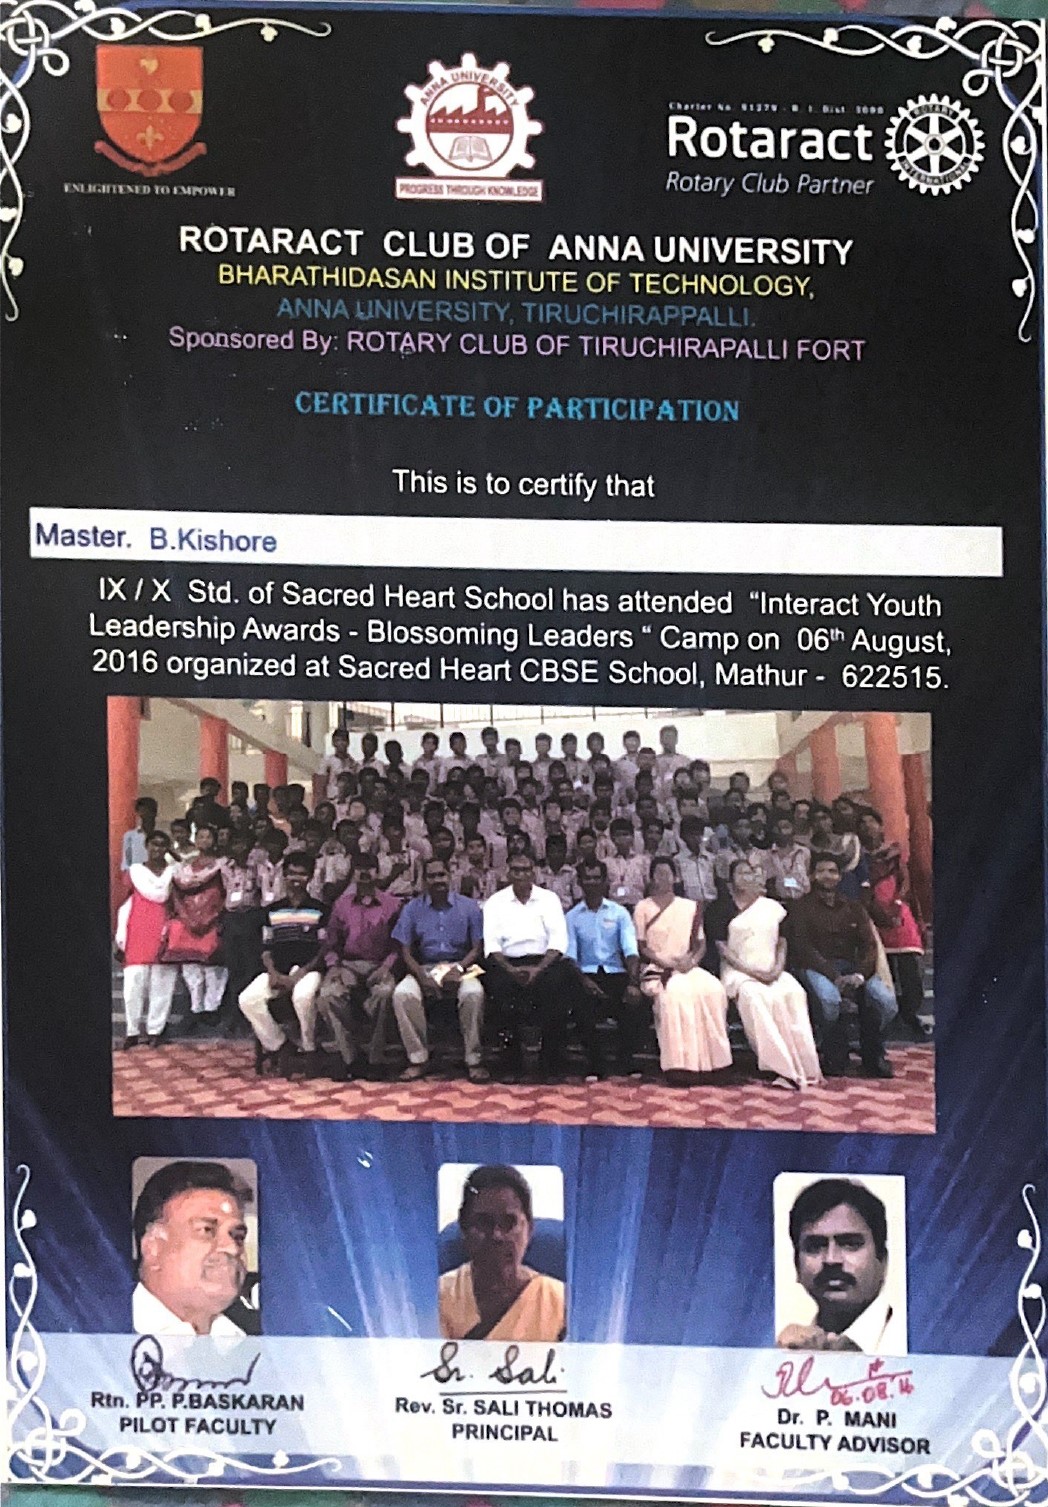 ENLIGHTENED TO EMPOWER
ANNA UNIVERSITY
PROGRESS THROUGH KNOWLEDGE
Charter No. 91279 - R. I. Dist. 3000
Rotaract
Rotary Club Partner
ROTARY
INTERNATIONAL
ROTARACT CLUB OF ANNA UNIVERSITY
BHARATHIDASAN INSTITUTE OF TECHNOLOGY,
ANNA UNIVERSITY, TIRUCHIRAPPALLI.
Sponsored By: ROTARY CLUB OF TIRUCHIRAPALLI FORT
CERTIFICATE OF PARTICIPATION
This is to certify that
Master. B.Kishore
IX / X Std. of Sacred Heart School has attended “Interact Youth
Leadership Awards - Blossoming Leaders “ Camp on 06th August,
2016 organized at Sacred Heart CBSE School, Mathur - 622515.
Sr. Sali
06.08.16
Rtn. PP. P.BASKARAN
PILOT FACULTY
Rev. Sr. SALI THOMAS
PRINCIPAL
Dr. P. MANI
FACULTY ADVISOR